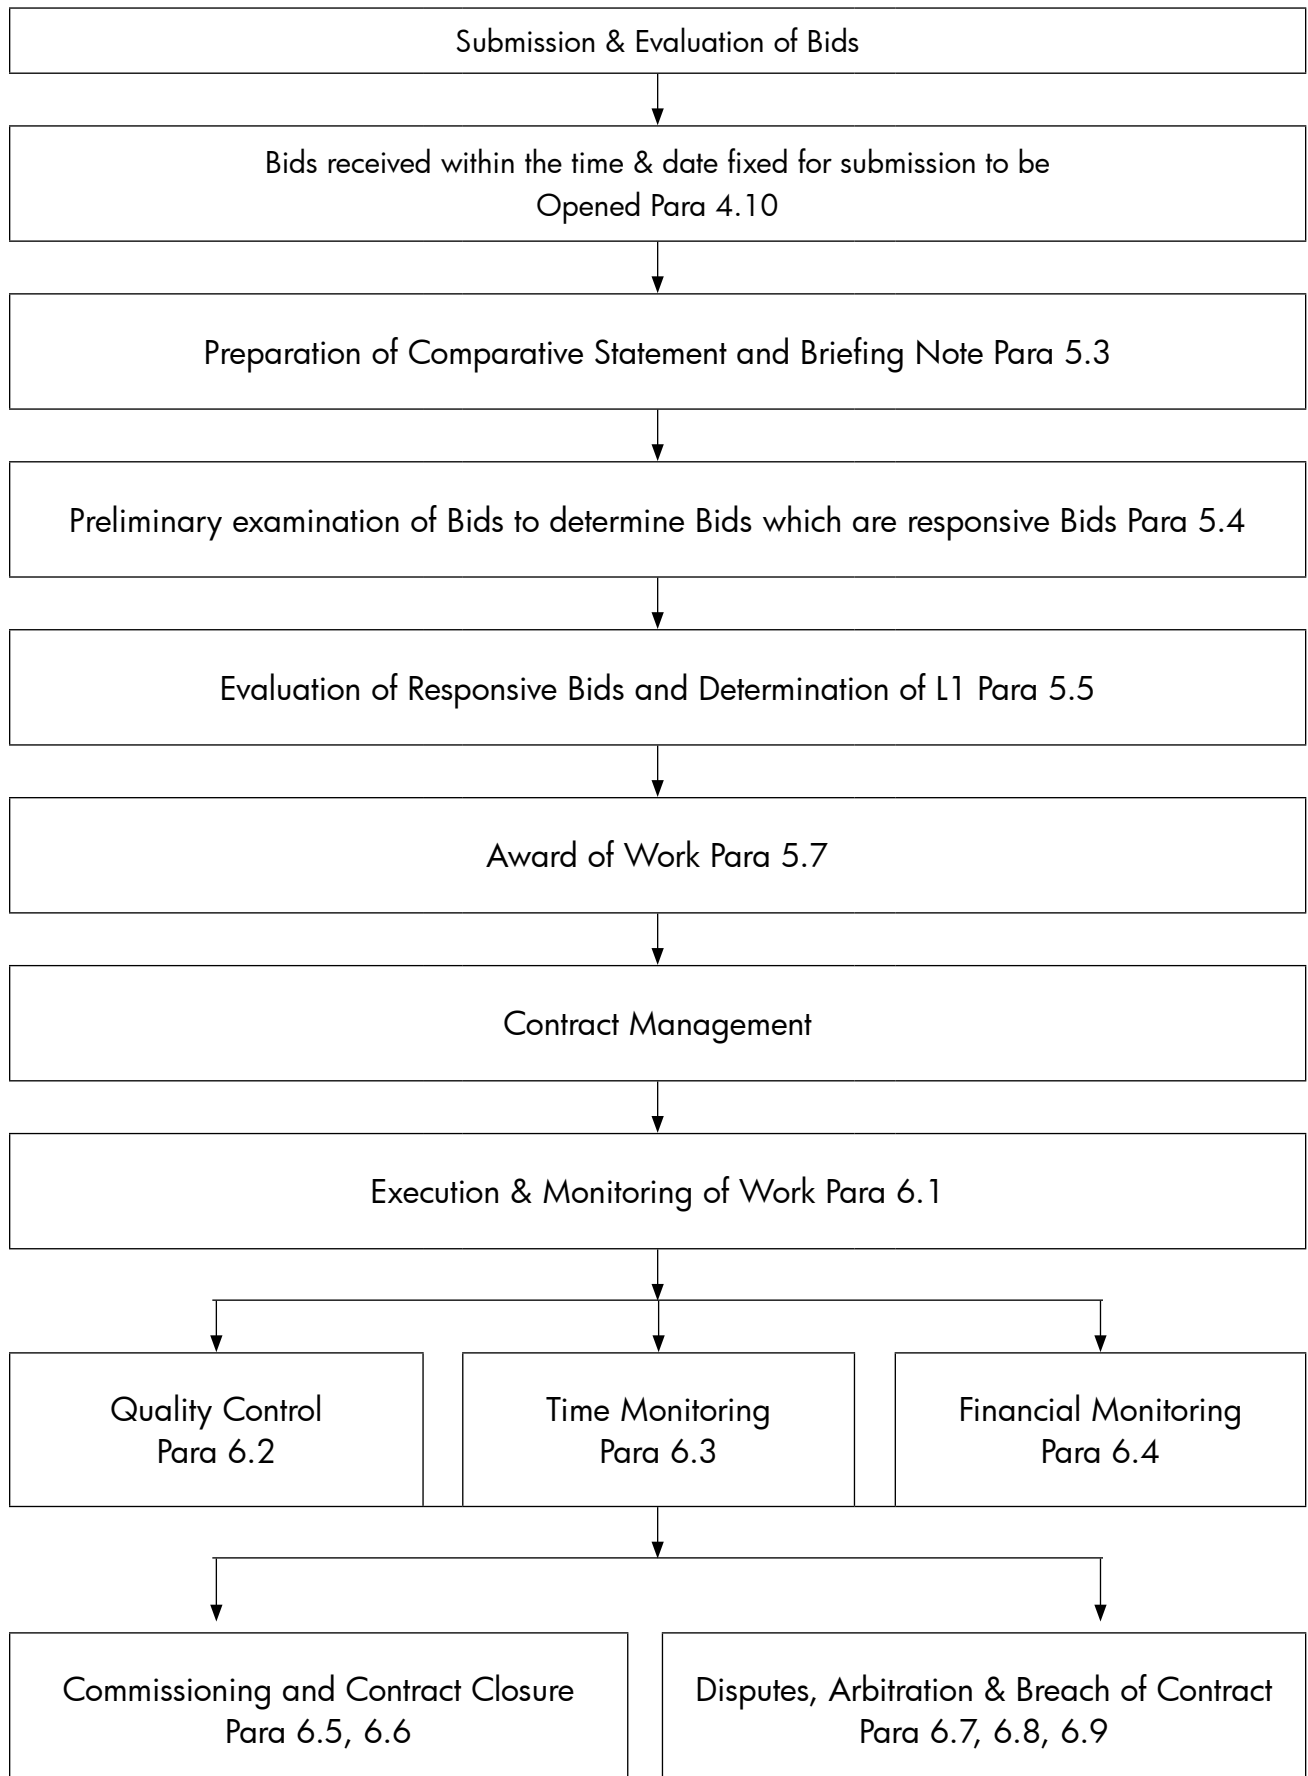 Submission & Evaluation of Bids
Bids received within the time & date fixed for submission to be
Opened Para 4.10
Preparation of Comparative Statement and Briefing Note Para 5.3
Preliminary examination of Bids to determine Bids which are responsive Bids Para 5.4
Evaluation of Responsive Bids and Determination of L1 Para 5.5
Award of Work Para 5.7
Contract Management
Execution & Monitoring of Work Para 6.1
Quality Control
Para 6.2
Time Monitoring
Para 6.3
Financial Monitoring
Para 6.4
Commissioning and Contract Closure
Para 6.5, 6.6
Disputes, Arbitration & Breach of Contract
Para 6.7, 6.8, 6.9